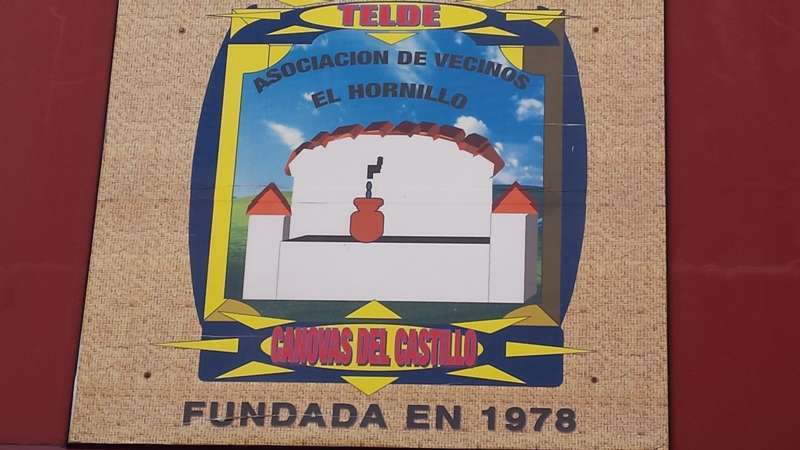 TELDE
ASOCIACION DE VECINOS
EL HORNILLO
CANOVAS DEL CASTILLO
FUNDADA EN 1978